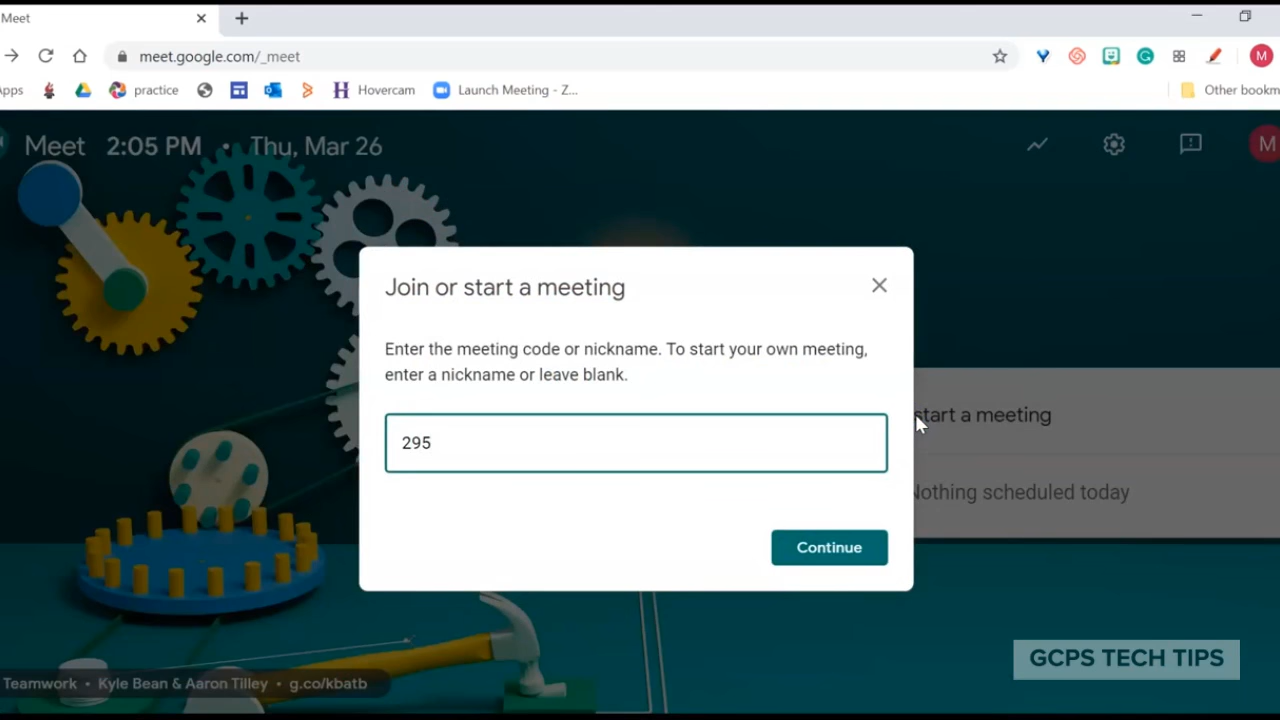 Meet
meet.google.com/_meet
M
Apps
practice
Hovercam
Launch Meeting - Z...
Other bookm
Meet 2:05 PM • Thu, Mar 26
M
Join or start a meeting
Enter the meeting code or nickname. To start your own meeting,
enter a nickname or leave blank.
295
start a meeting
Nothing scheduled today
Continue
GCPS TECH TIPS
Teamwork • Kyle Bean & Aaron Tilley • g.co/kbatb